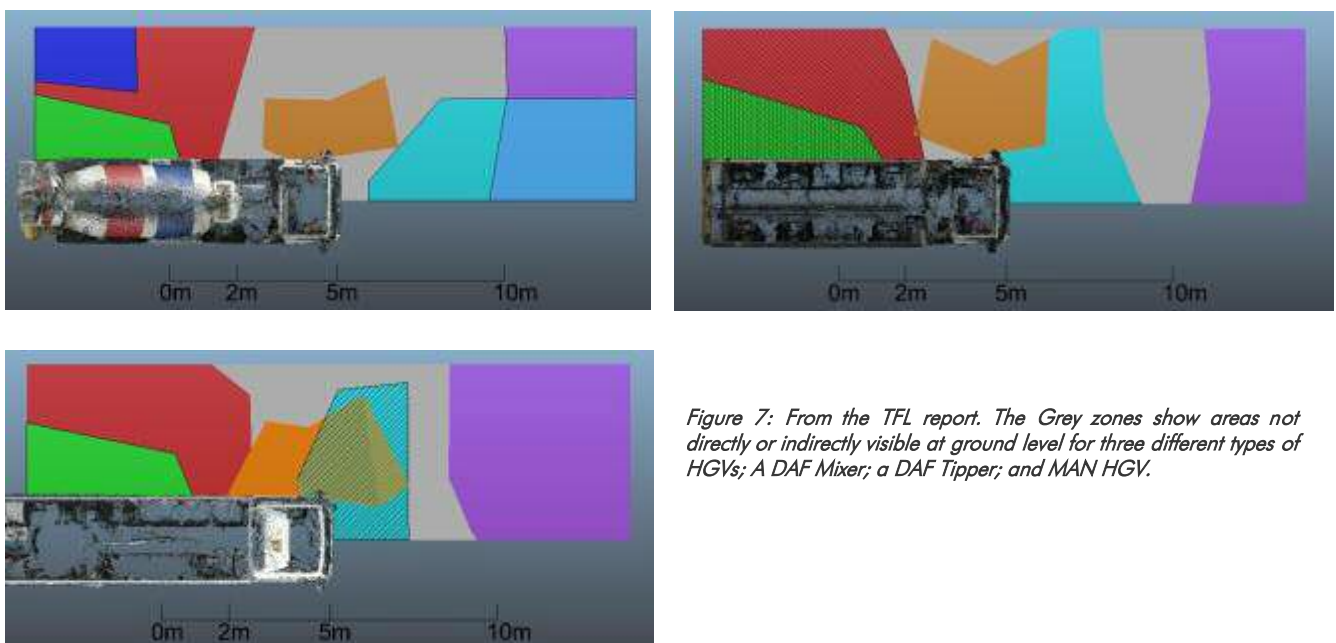 0m 2m 5m 10m
0m 2m 5m 10m
0m 2m 5m 10m
Figure 7: From the TFL report. The Grey zones show areas not
directly or indirectly visible at ground level for three different types of
HGVs; A DAF Mixer; a DAF Tipper; and MAN HGV.